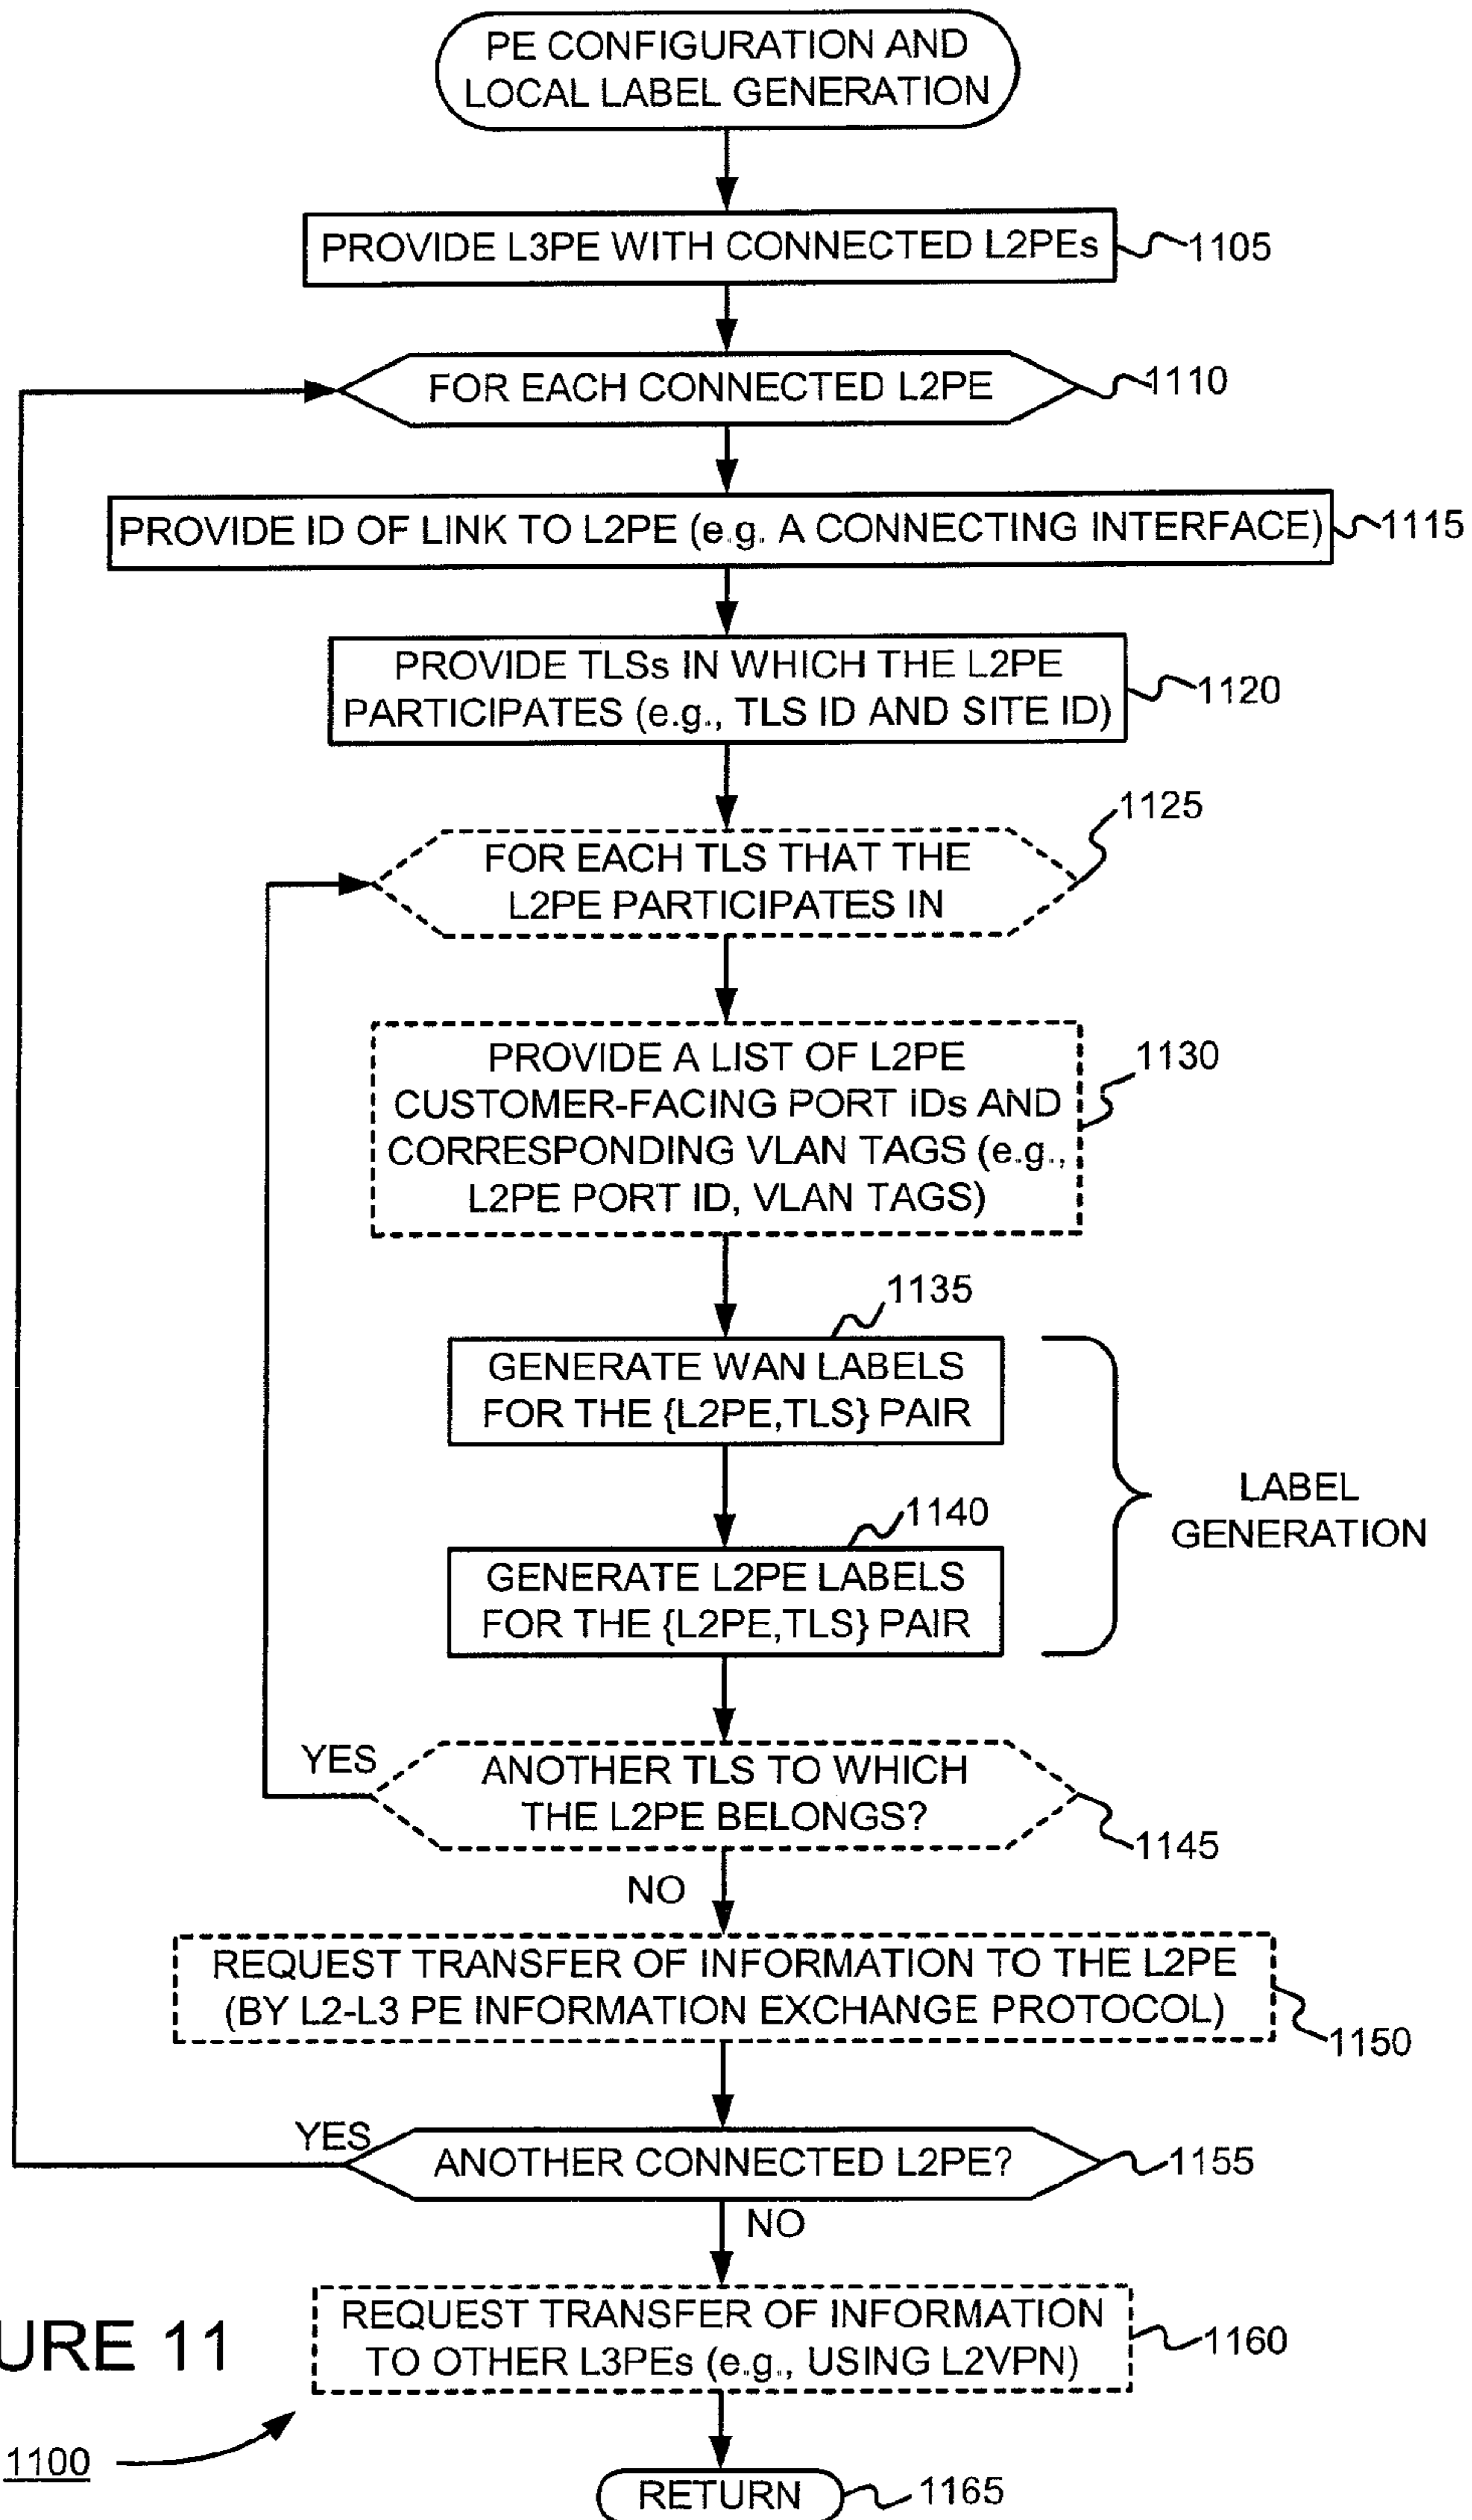 PE CONFIGURATION AND
LOCAL LABEL GENERATION
PROVIDE L3PE WITH CONNECTED L2PEs
1105
FOR EACH CONNECTED L2PE
1110
PROVIDE ID OF LINK TO L2PE (e.g. A CONNECTING INTERFACE)
1115
PROVIDE TLSs IN WHICH THE L2PE
PARTICIPATES (e.g., TLS ID AND SITE ID)
1120
1125
FOR EACH TLS THAT THE
L2PE PARTICIPATES IN
PROVIDE A LIST OF L2PE
CUSTOMER-FACING PORT IDs AND
CORRESPONDING VLAN TAGS (e.g.,
L2PE PORT ID, VLAN TAGS)
1130
1135
GENERATE WAN LABELS
FOR THE {L2PE,TLS} PAIR
1140
GENERATE L2PE LABELS
FOR THE {L2PE,TLS} PAIR
LABEL
GENERATION
YES
ANOTHER TLS TO WHICH
THE L2PE BELONGS?
1145
NO
REQUEST TRANSFER OF INFORMATION TO THE L2PE
(BY L2-L3 PE INFORMATION EXCHANGE PROTOCOL)
1150
YES
ANOTHER CONNECTED L2PE?
1155
NO
REQUEST TRANSFER OF INFORMATION
TO OTHER L3PEs (e.g., USING L2VPN)
1160
URE 11
1100
RETURN
1165